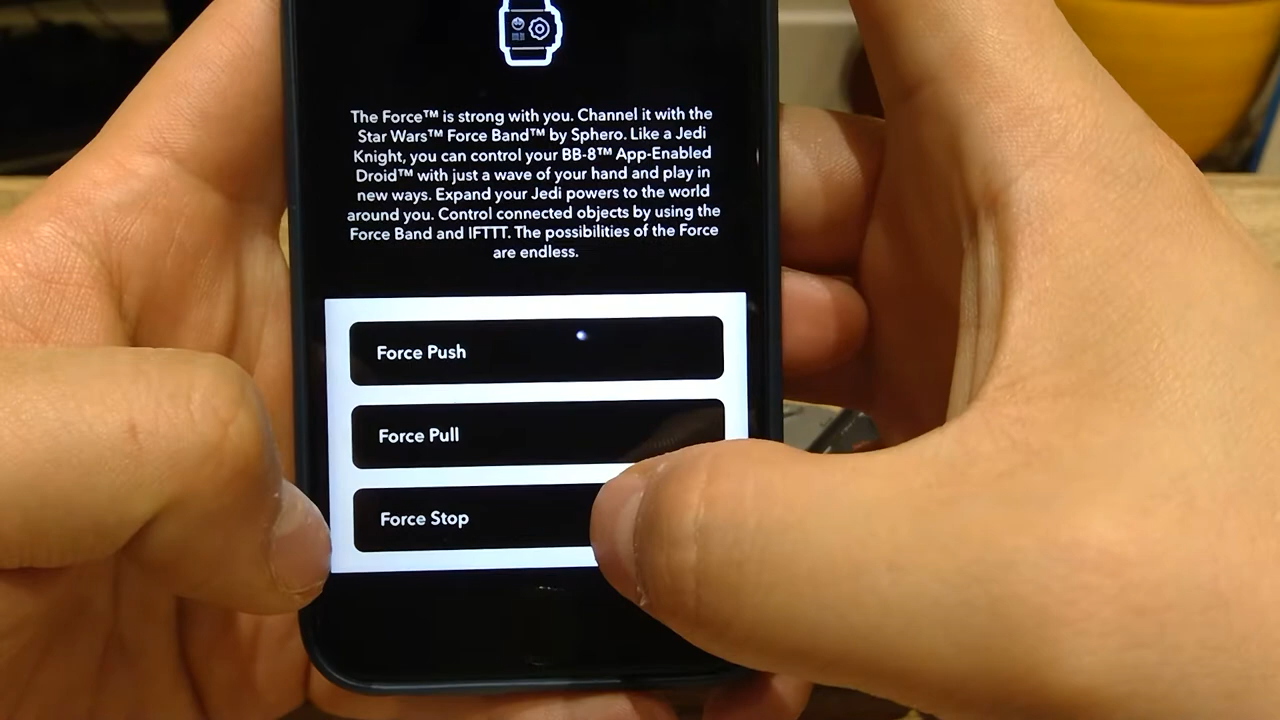 The Force™ is strong with you. Channel it with the
Star Wars™ Force Band™ by Sphero. Like a Jedi
Knight, you can control your BB-8™ App-Enabled
Droid™ with just a wave of your hand and play in
new ways. Expand your Jedi powers to the world
around you. Control connected objects by using the
Force Band and IFTTT. The possibilities of the Force
are endless.
Force Push
Force Pull
Force Stop